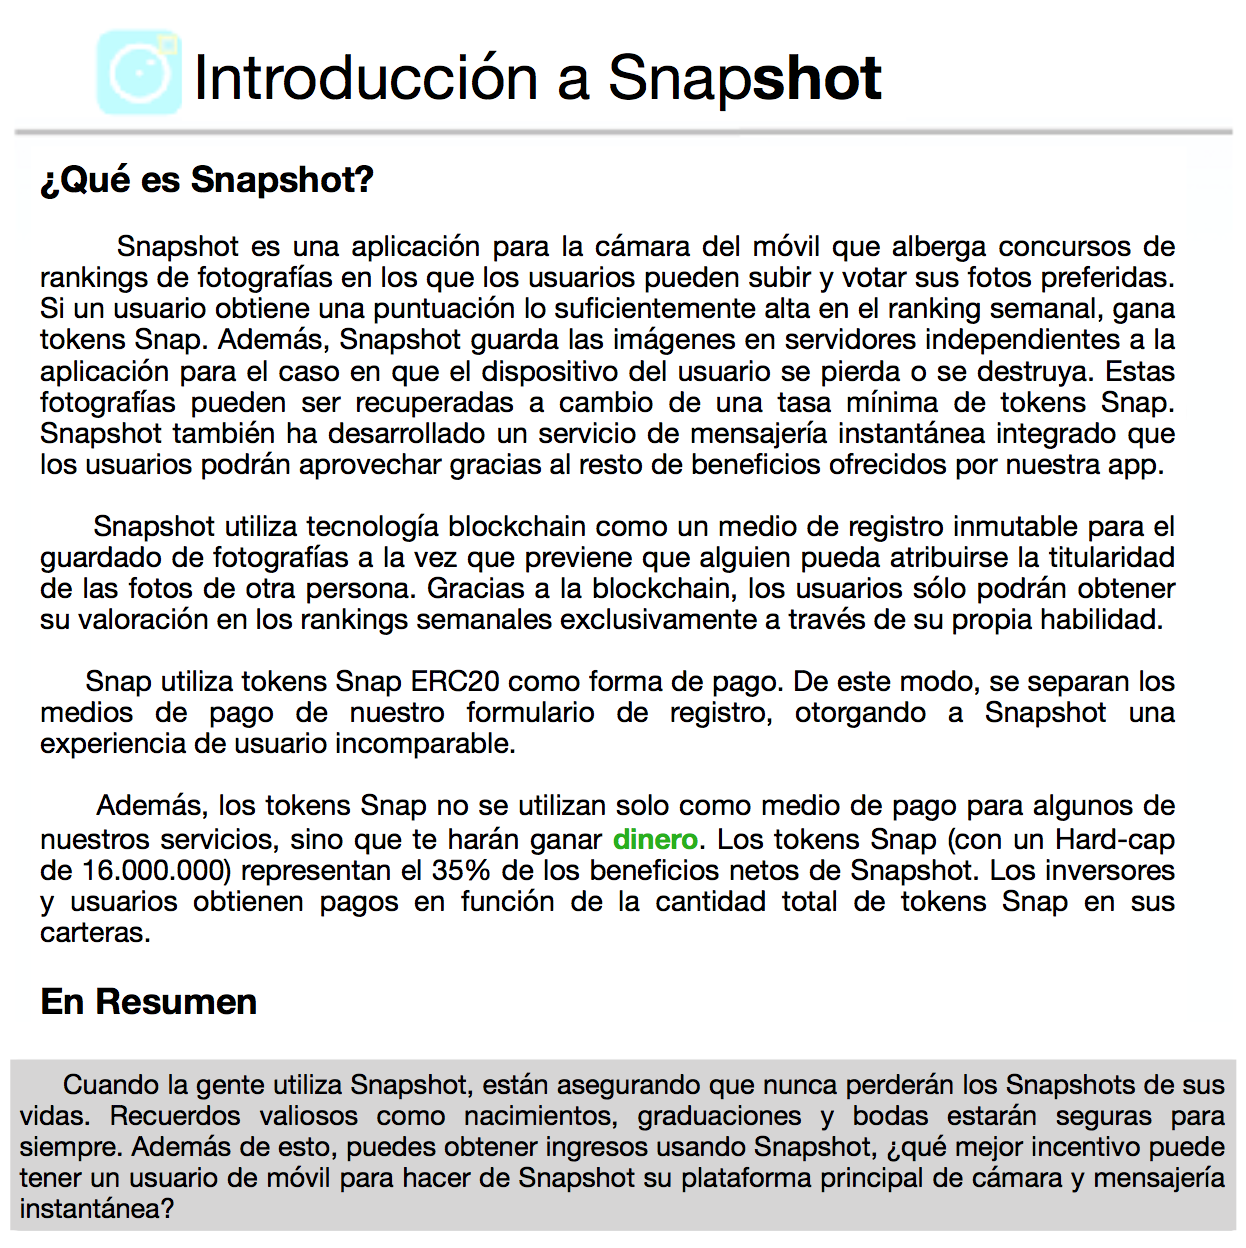 Introducción a Snapshot
¿Qué es Snapshot?
Snapshot es una aplicación para la cámara del móvil que alberga concursos de
rankings de fotografías en los que los usuarios pueden subir y votar sus fotos preferidas.
Si un usuario obtiene una puntuación lo suficientemente alta en el ranking semanal, gana
tokens Snap. Además, Snapshot guarda las imágenes en servidores independientes a la
aplicación para el caso en que el dispositivo del usuario se pierda o se destruya. Estas
fotografías pueden ser recuperadas a cambio de una tasa mínima de tokens Snap.
Snapshot también ha desarrollado un servicio de mensajería instantánea integrado que
los usuarios podrán aprovechar gracias al resto de beneficios ofrecidos por nuestra app.
Snapshot utiliza tecnología blockchain como un medio de registro inmutable para el
guardado de fotografías a la vez que previene que alguien pueda atribuirse la titularidad
de las fotos de otra persona. Gracias a la blockchain, los usuarios sólo podrán obtener
su valoración en los rankings semanales exclusivamente a través de su propia habilidad.
Snap utiliza tokens Snap ERC20 como forma de pago. De este modo, se separan los
medios de pago de nuestro formulario de registro, otorgando a Snapshot una
experiencia de usuario incomparable.
Además, los tokens Snap no se utilizan solo como medio de pago para algunos de
nuestros servicios, sino que te harán ganar dinero. Los tokens Snap (con un Hard-cap
de 16.000.000) representan el 35% de los beneficios netos de Snapshot. Los inversores
y usuarios obtienen pagos en función de la cantidad total de tokens Snap en sus
carteras.
En Resumen
Cuando la gente utiliza Snapshot, están asegurando que nunca perderán los Snapshots de sus
vidas. Recuerdos valiosos como nacimientos, graduaciones y bodas estarán seguras para
siempre. Además de esto, puedes obtener ingresos usando Snapshot, ¿qué mejor incentivo puede
tener un usuario de móvil para hacer de Snapshot su plataforma principal de cámara y mensajería
instantánea?